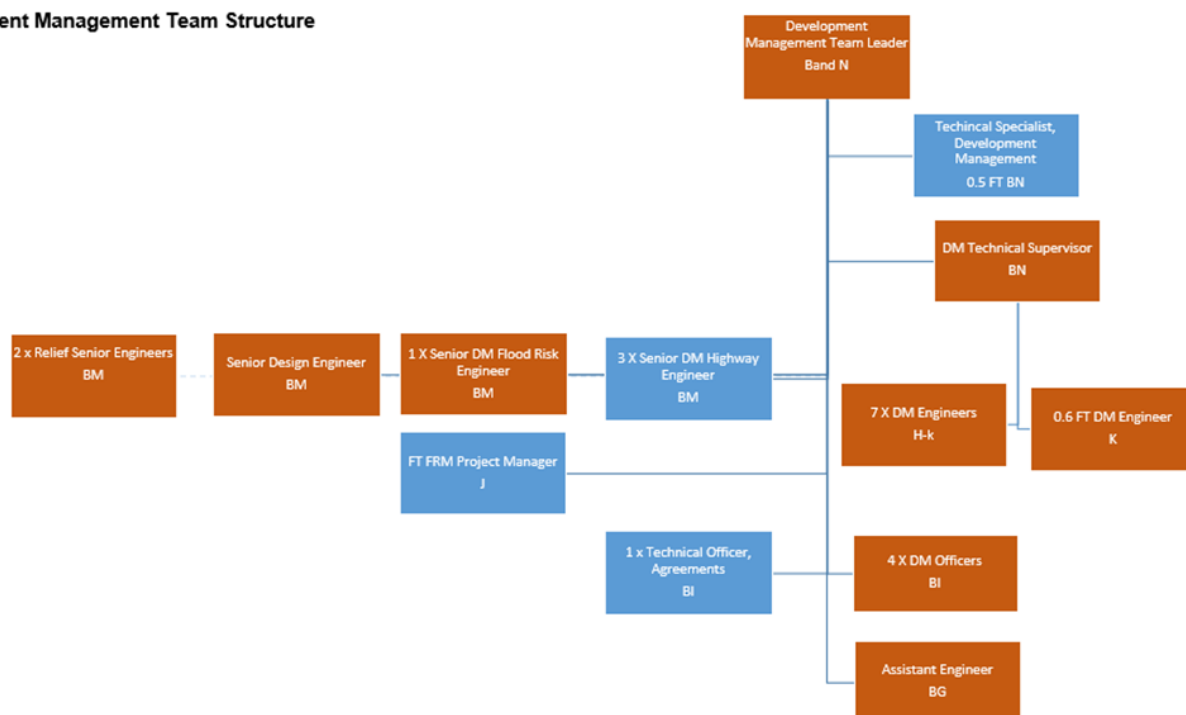 ent Management Team Structure
Development
Management Team Leader
Band N
Techincal Specialist,
Development
Management
0.5 FT BN
DM Technical Supervisor
BN
2 x Relief Senior Engineers
BM
Senior Design Engineer
BM
1 X Senior DM Flood Risk
Engineer
BM
3 X Senior DM Highway
Engineer
BM
7 X DM Engineers
H-k
0.6 FT DM Engineer
K
FT FRM Project Manager
J
1 x Technical Officer,
Agreements
BI
4 X DM Officers
BI
Assistant Engineer
BG